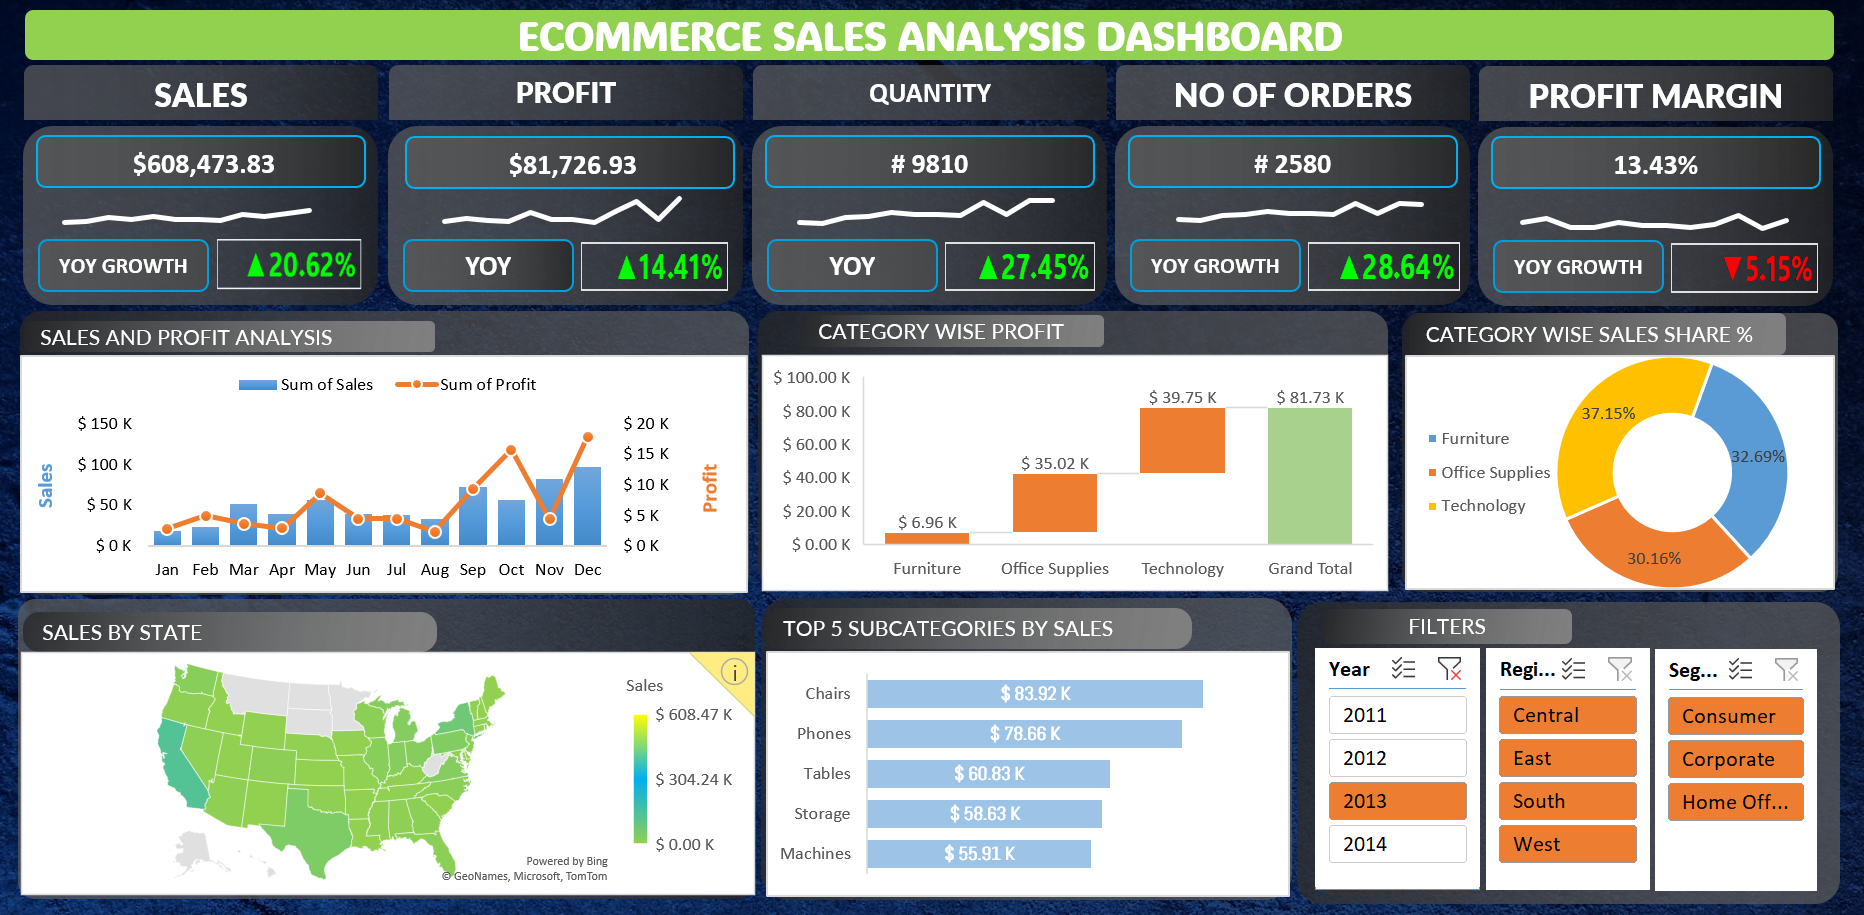 ECOMMERCE SALES ANALYSIS DASHBOARD
SALES
PROFIT
QUANTITY
NO OF ORDERS
PROFIT MARGIN
$608,473.83
$81,726.93
# 9810
# 2580
13.43%
YOY GROWTH
▲20.62%
YOY
▲14.41%
YOY
▲27.45%
YOY GROWTH
▲28.64%
YOY GROWTH
▼5.15%
SALES AND PROFIT ANALYSIS
Sum of Sales
Sum of Profit
Sales
$ 150 K
$ 100 K
$ 50 K
$ 0 K
$ 20 K
$ 15 K
$ 10 K
$ 5 K
$ 0 K
Profit
Jan Feb Mar Apr May Jun Jul Aug Sep Oct Nov Dec
CATEGORY WISE PROFIT
$ 100.00 K
$ 80.00 K
$ 60.00 K
$ 40.00 K
$ 20.00 K
$ 0.00 K
$ 6.96 K
$ 35.02 K
$ 39.75 K
$ 81.73 K
Furniture
Office Supplies
Technology
Grand Total
CATEGORY WISE SALES SHARE %
Furniture
Office Supplies
Technology
37.15%
32.69%
30.16%
SALES BY STATE
Sales
$ 608.47 K
$ 304.24 K
$ 0.00 K
i
Powered by Bing
© GeoNames, Microsoft, TomTom
TOP 5 SUBCATEGORIES BY SALES
Chairs $ 83.92 K
Phones $ 78.66 K
Tables $ 60.83 K
Storage $ 58.63 K
Machines $ 55.91 K
FILTERS
Year
2011
2012
2013
2014
Regi...
Central
East
South
West
Seg...
Consumer
Corporate
Home Off...